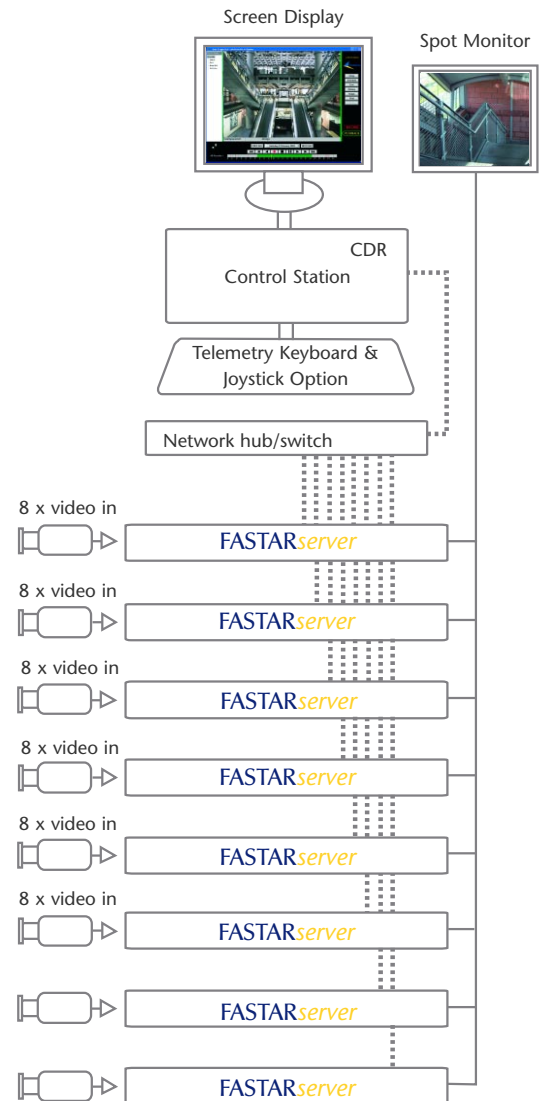 Screen Display
Spot Monitor
CDR
Control Station
Telemetry Keyboard &
Joystick Option
Network hub/switch
8 x video in
FASTARserver
8 x video in
FASTARserver
8 x video in
FASTARserver
8 x video in
FASTARserver
8 x video in
FASTARserver
8 x video in
FASTARserver
FASTARserver
FASTARserver